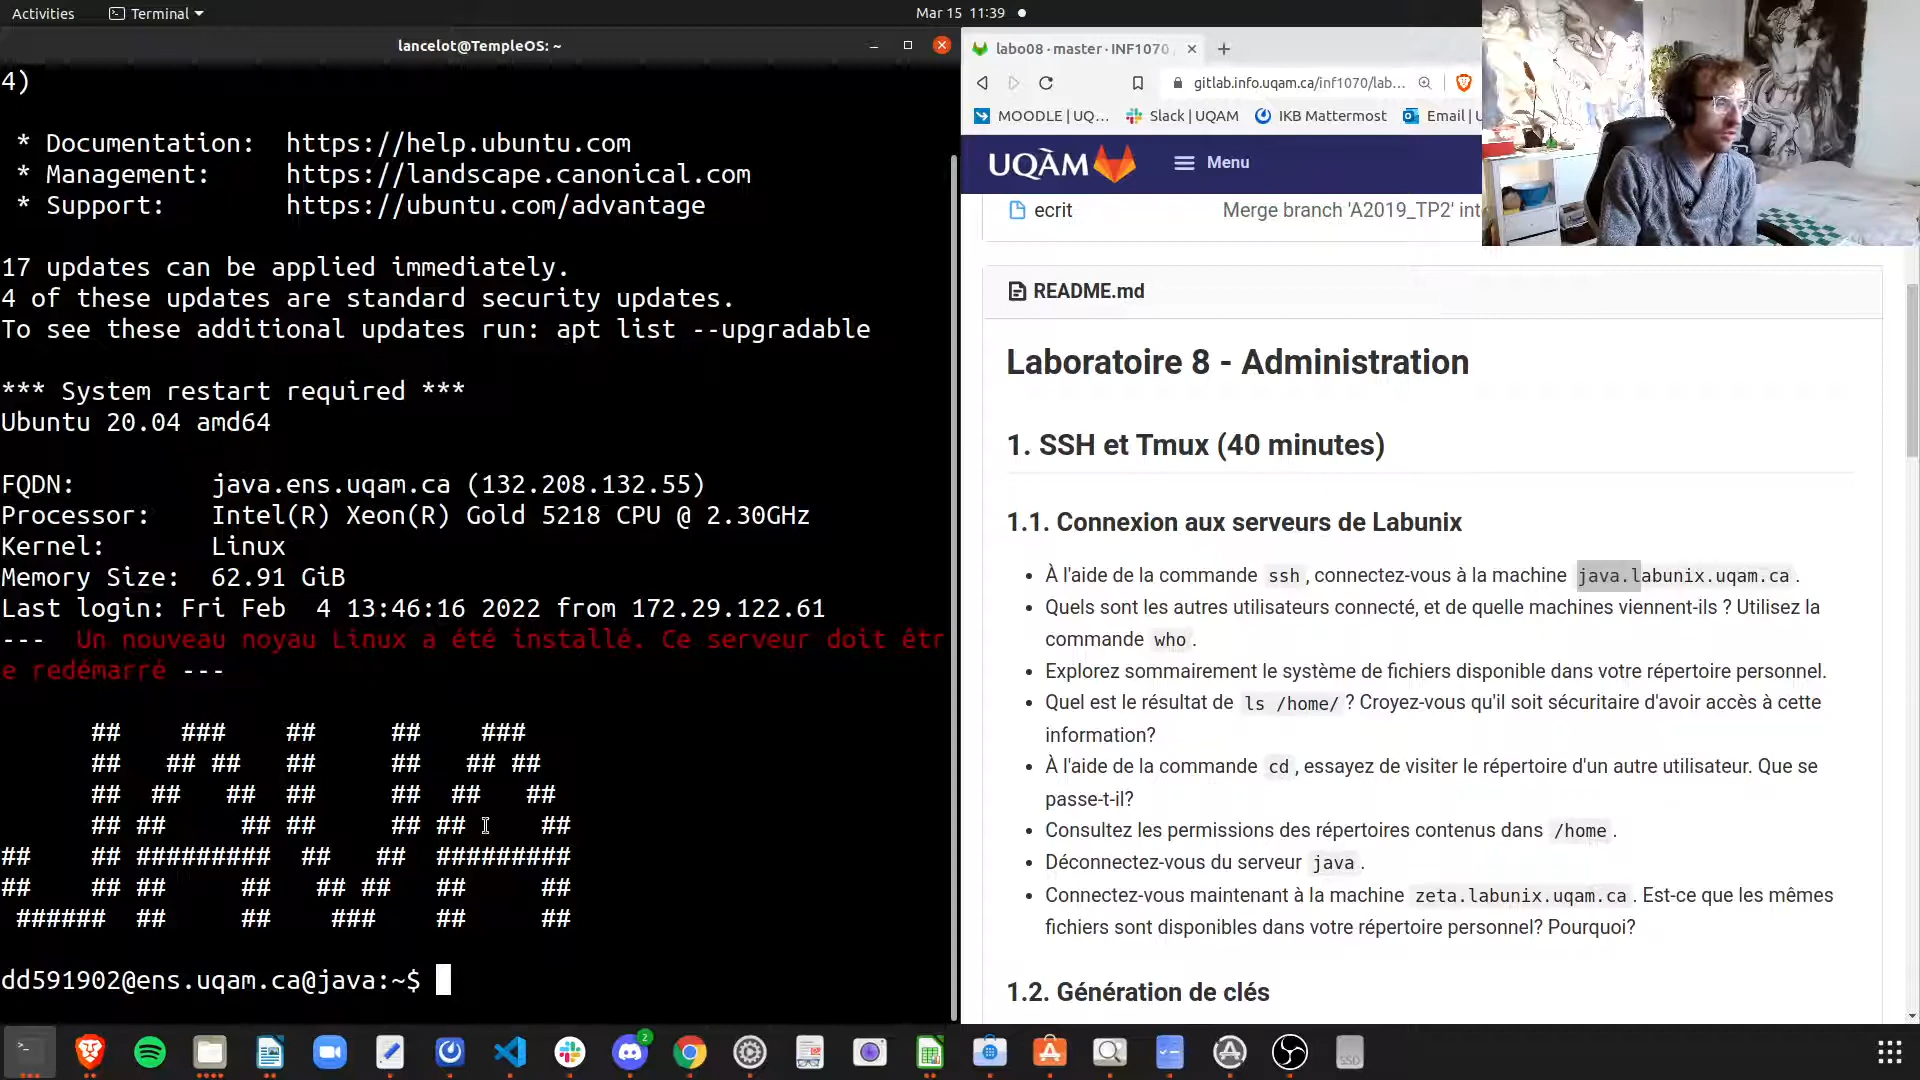 Activities Terminal Mar 15 11:39
lancelot@TempleOS: ~
4)
* Documentation: https://help.ubuntu.com
* Management: https://landscape.canonical.com
* Support: https://ubuntu.com/advantage
17 updates can be applied immediately.
4 of these updates are standard security updates.
To see these additional updates run: apt list --upgradable
*** System restart required ***
Ubuntu 20.04 amd64
FQDN: java.ens.uqam.ca (132.208.132.55)
Processor: Intel(R) Xeon(R) Gold 5218 CPU @ 2.30GHz
Kernel: Linux
Memory Size: 62.91 GiB
Last login: Fri Feb 4 13:46:16 2022 from 172.29.122.61
--- Un nouveau noyau Linux a été installé. Ce serveur doit êtr
e redémarré ---
## ### ## ## ###
## ## ## ## ## ## ##
## ## ## ## ## ## ##
## ## ## ## ## ## ##
## ## ######### ## ## #########
## ## ## ## ## ## ## ##
###### ## ## ### ## ##
dd591902@ens.uqam.ca@java:~$
labo08 · master · INF1070
gitlab.info.uqam.ca/inf1070/lab...
MOODLE | UQ... Slack | UQAM IKB Mattermost Email | U
UQÀM Menu
ecrit Merge branch 'A2019_TP2' int
README.md
Laboratoire 8 - Administration
1. SSH et Tmux (40 minutes)
1.1. Connexion aux serveurs de Labunix
• À l'aide de la commande ssh , connectez-vous à la machine java.labunix.uqam.ca .
• Quels sont les autres utilisateurs connecté, et de quelle machines viennent-ils ? Utilisez la
commande who .
• Explorez sommairement le système de fichiers disponible dans votre répertoire personnel.
• Quel est le résultat de ls /home/ ? Croyez-vous qu'il soit sécuritaire d'avoir accès à cette
information?
• À l'aide de la commande cd , essayez de visiter le répertoire d'un autre utilisateur. Que se
passe-t-il?
• Consultez les permissions des répertoires contenus dans /home .
• Déconnectez-vous du serveur java .
• Connectez-vous maintenant à la machine zeta.labunix.uqam.ca . Est-ce que les mêmes
fichiers sont disponibles dans votre répertoire personnel? Pourquoi?
1.2. Génération de clés
2
SSD